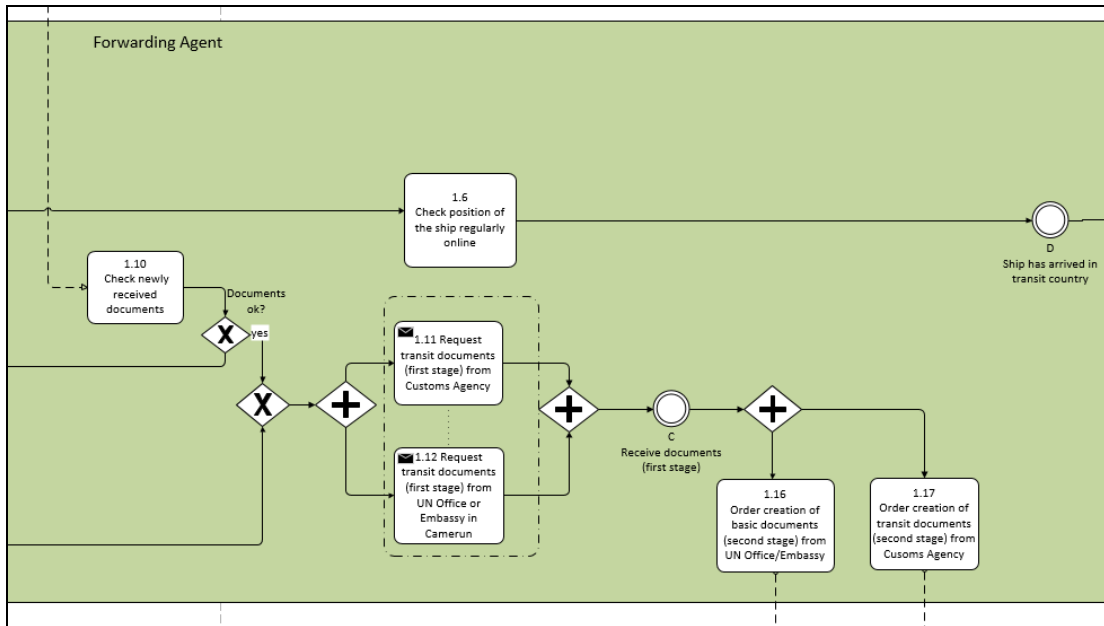 Forwarding Agent
1.6
Check position of
the ship regularly
online
D
Ship has arrived in
transit country
1.10
Check newly
received
documents
Documents
ok?
X
yes
X
1.11 Request
transit documents
(first stage) from
Customs Agency
1.12 Request
transit documents
(first stage) from
UN Office or
Embassy in
Camerun
C
Receive documents
(first stage)
1.16
Order creation of
basic documents
(second stage) from
UN Office/Embassy
1.17
Order creation of
transit documents
(second stage) from
Cusoms Agency